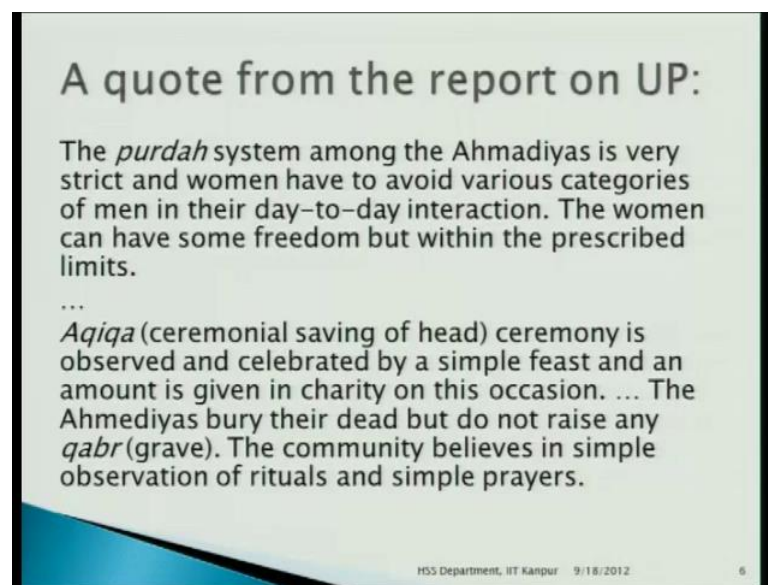 A quote from the report on UP:
The purdah system among the Ahmadiyas is very
strict and women have to avoid various categories
of men in their day-to-day interaction. The women
can have some freedom but within the prescribed
limits.
...
Aqiqa (ceremonial saving of head) ceremony is
observed and celebrated by a simple feast and an
amount is given in charity on this occasion. ... The
Ahmediyas bury their dead but do not raise any
qabr (grave). The community believes in simple
observation of rituals and simple prayers.
HSS Department, IIT Kanpur 9/18/2012 6